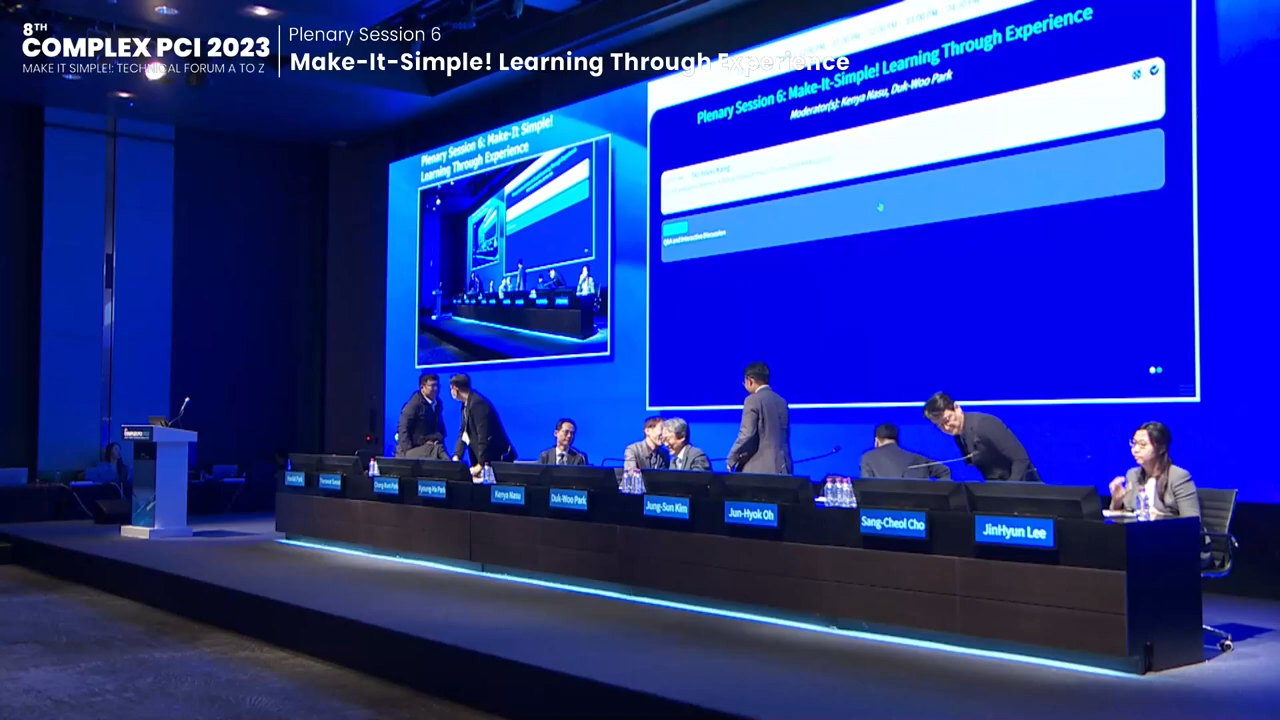 8TH
COMPLEX PCI 2023
MAKE IT SIMPLE!: TECHNICAL FORUM A TO Z
Plenary Session 6
Make-It-Simple! Learning Through Experience
Plenary Session 6: Make-It Simple!
Learning Through Experience
Plenary Session 6: Make-It-Simple! Learning Through Experience
Moderator(s): Kenya Nasu, Duk-Woo Park
Q&A and Interactive Discussion
COMPLEX PCI
Kenya Nasu
Duk-Woo Park
Jung-Sun Kim
Jun-Hyok Oh
Sang-Cheol Cho
JinHyun Lee